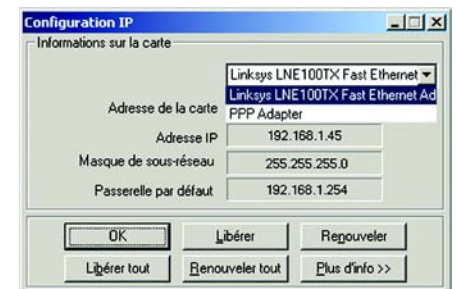 Configuration IP
Informations sur la carte
Linksys LNE100TX Fast Ethernet
Linksys LNE100TX Fast Ethernet Ad
Adresse de la carte PPP Adapter
Adresse IP 192.168.1.45
Masque de sous-réseau 255.255.255.0
Passerelle par défaut 192.168.1.254
OK Libérer Renouveler
Libérer tout Renouveler tout Plus d'info >>